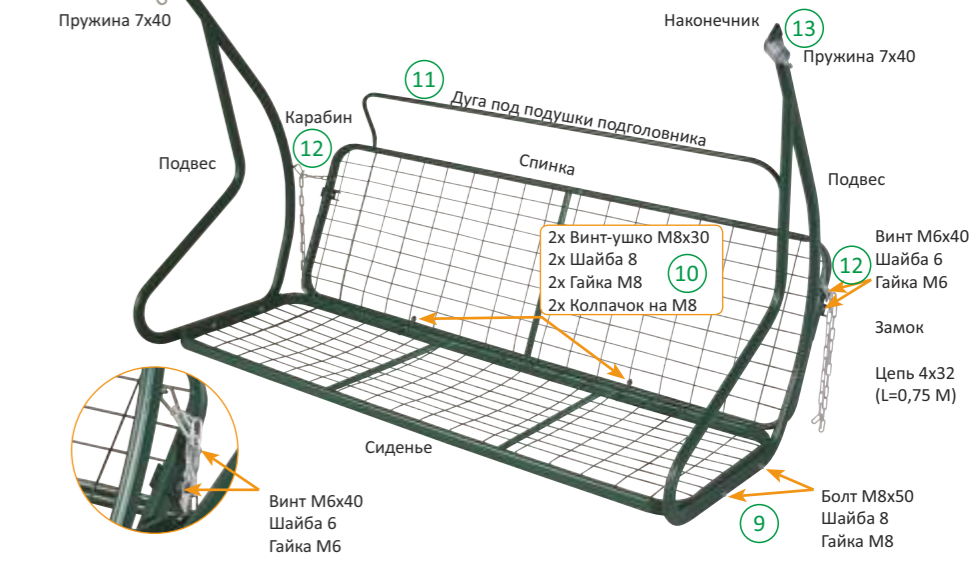 Пружина 7х40
Наконечник
13
Пружина 7х40
11
Дуга под подушки подголовника
Карабин
12
Спинка
Подвес
Подвес
2х Винт-ушко М8х30
2х Шайба 8
2х Гайка М8
2х Колпачок на М8
10
12
Винт М6х40
Шайба 6
Гайка М6
Замок
Цепь 4х32
(L=0,75 М)
Сиденье
Винт М6х40
Шайба 6
Гайка М6
9
Болт М8х50
Шайба 8
Гайка М8